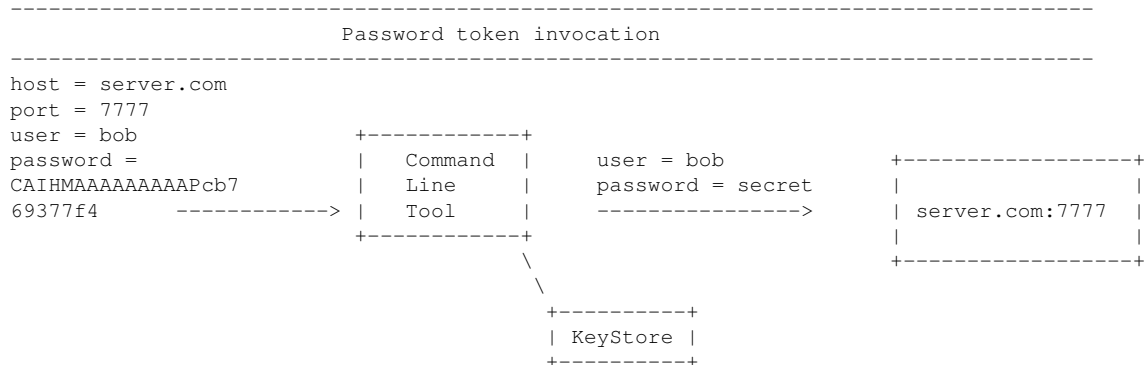 Password token invocation
host = server.com
port = 7777
user = bob
password =
CAIHMAAAAAAAAAPcb7
69377f4
Command
Line
Tool
user = bob
password = secret
server.com:7777
KeyStore